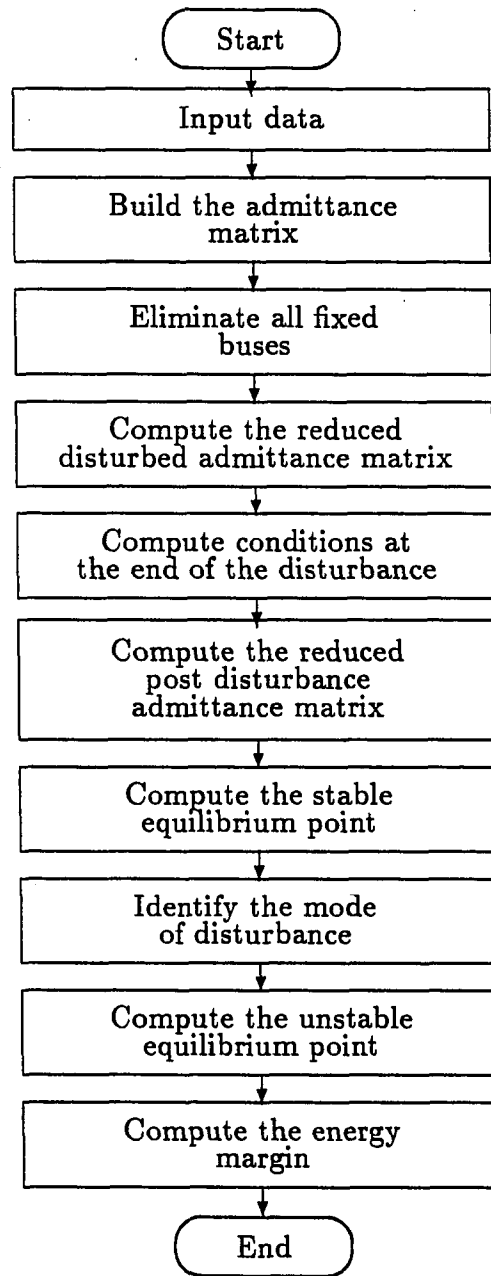 Start
Input data
Build the admittance
matrix
Eliminate all fixed
buses
Compute the reduced
disturbed admittance matrix
Compute conditions at
the end of the disturbance
Compute the reduced
post disturbance
admittance matrix
Compute the stable
equilibrium point
Identify the mode
of disturbance
Compute the unstable
equilibrium point
Compute the energy
margin
End